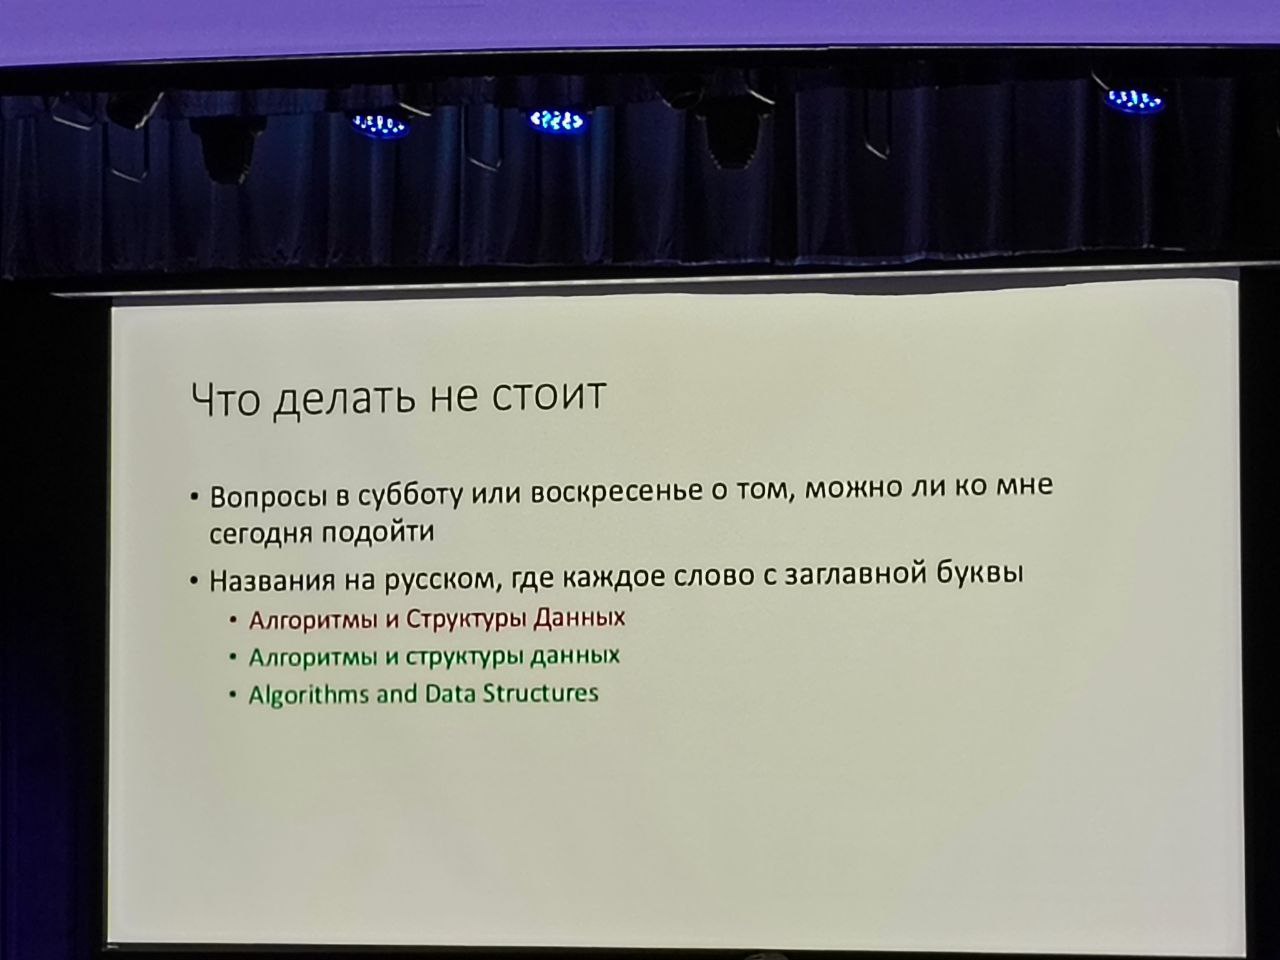 Что делать не стоит
• Вопросы в субботу или воскресенье о том, можно ли ко мне
сегодня подойти
• Названия на русском, где каждое слово с заглавной буквы
• Алгоритмы и Структуры Данных
• Алгоритмы и структуры данных
• Algorithms and Data Structures